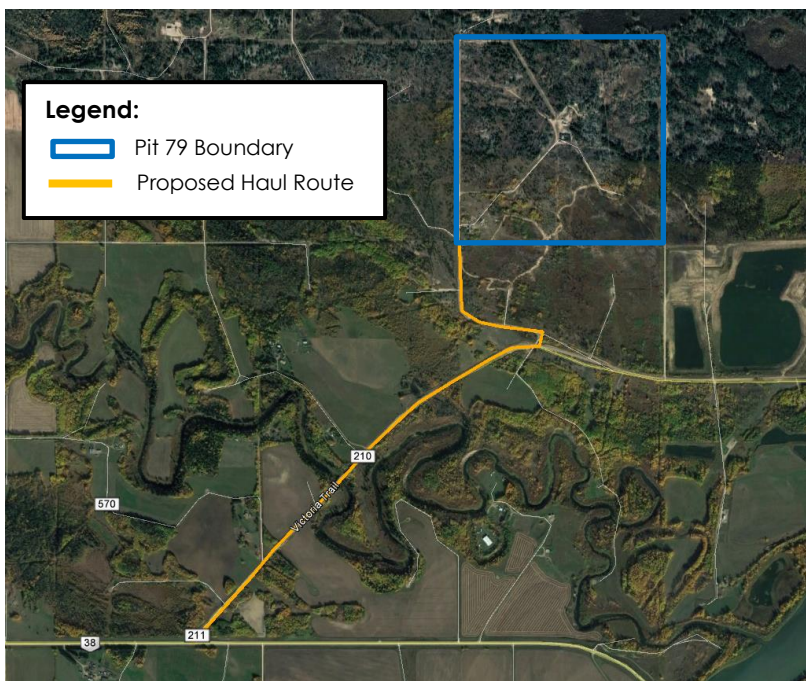 Legend:
Pit 79 Boundary
Proposed Haul Route
210
Victoria Trail
570
211
38